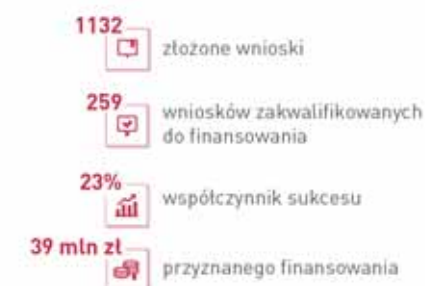 1132
złożone wnioski
259
wniosków zakwalifikowanych
do finansowania
23%
współczynnik sukcesu
39 mln zł
przyznanego finansowania